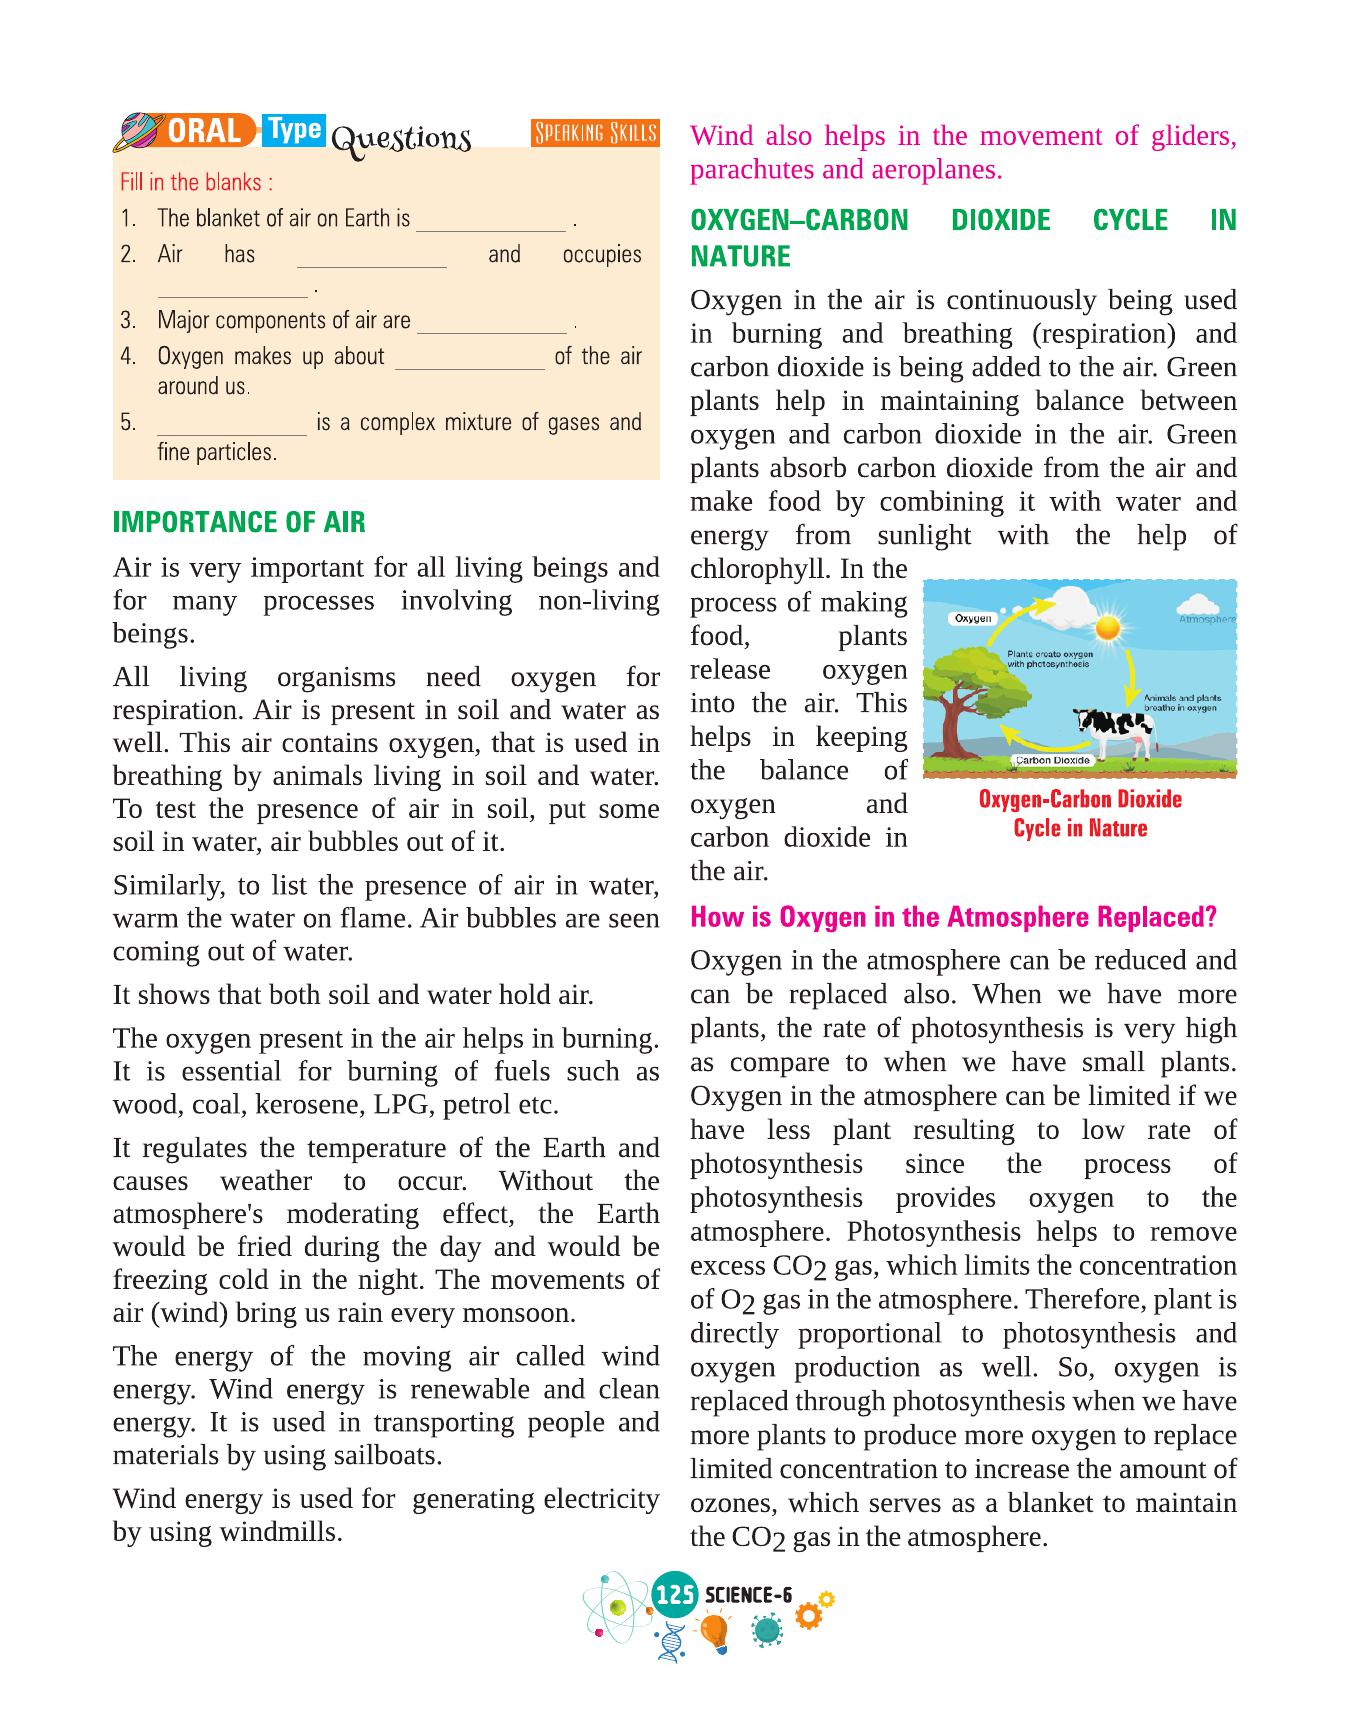 ORAL Type Questions SPEAKING SKILLS
Fill in the blanks :
1. The blanket of air on Earth is ____________ .
2. Air has ____________ and occupies
____________ .
3. Major components of air are ____________ .
4. Oxygen makes up about ____________ of the air
around us.
5. ____________ is a complex mixture of gases and
fine particles.
IMPORTANCE OF AIR
Air is very important for all living beings and
for many processes involving non-living
beings.
All living organisms need oxygen for
respiration. Air is present in soil and water as
well. This air contains oxygen, that is used in
breathing by animals living in soil and water.
To test the presence of air in soil, put some
soil in water, air bubbles out of it.
Similarly, to list the presence of air in water,
warm the water on flame. Air bubbles are seen
coming out of water.
It shows that both soil and water hold air.
The oxygen present in the air helps in burning.
It is essential for burning of fuels such as
wood, coal, kerosene, LPG, petrol etc.
It regulates the temperature of the Earth and
causes weather to occur. Without the
atmosphere's moderating effect, the Earth
would be fried during the day and would be
freezing cold in the night. The movements of
air (wind) bring us rain every monsoon.
The energy of the moving air called wind
energy. Wind energy is renewable and clean
energy. It is used in transporting people and
materials by using sailboats.
Wind energy is used for generating electricity
by using windmills.
Wind also helps in the movement of gliders,
parachutes and aeroplanes.
OXYGEN–CARBON DIOXIDE CYCLE IN
NATURE
Oxygen in the air is continuously being used
in burning and breathing (respiration) and
carbon dioxide is being added to the air. Green
plants help in maintaining balance between
oxygen and carbon dioxide in the air. Green
plants absorb carbon dioxide from the air and
make food by combining it with water and
energy from sunlight with the help of
chlorophyll. In the
process of making
food, plants
release oxygen
into the air. This
helps in keeping
the balance of
oxygen and
carbon dioxide in
the air.
Oxygen
Atmosphere
Plants create oxygen
with photosynthesis
Animals and plants
breathe in oxygen
Carbon Dioxide
Oxygen-Carbon Dioxide
Cycle in Nature
How is Oxygen in the Atmosphere Replaced?
Oxygen in the atmosphere can be reduced and
can be replaced also. When we have more
plants, the rate of photosynthesis is very high
as compare to when we have small plants.
Oxygen in the atmosphere can be limited if we
have less plant resulting to low rate of
photosynthesis since the process of
photosynthesis provides oxygen to the
atmosphere. Photosynthesis helps to remove
excess CO2 gas, which limits the concentration
of O2 gas in the atmosphere. Therefore, plant is
directly proportional to photosynthesis and
oxygen production as well. So, oxygen is
replaced through photosynthesis when we have
more plants to produce more oxygen to replace
limited concentration to increase the amount of
ozones, which serves as a blanket to maintain
the CO2 gas in the atmosphere.
125 SCIENCE-6